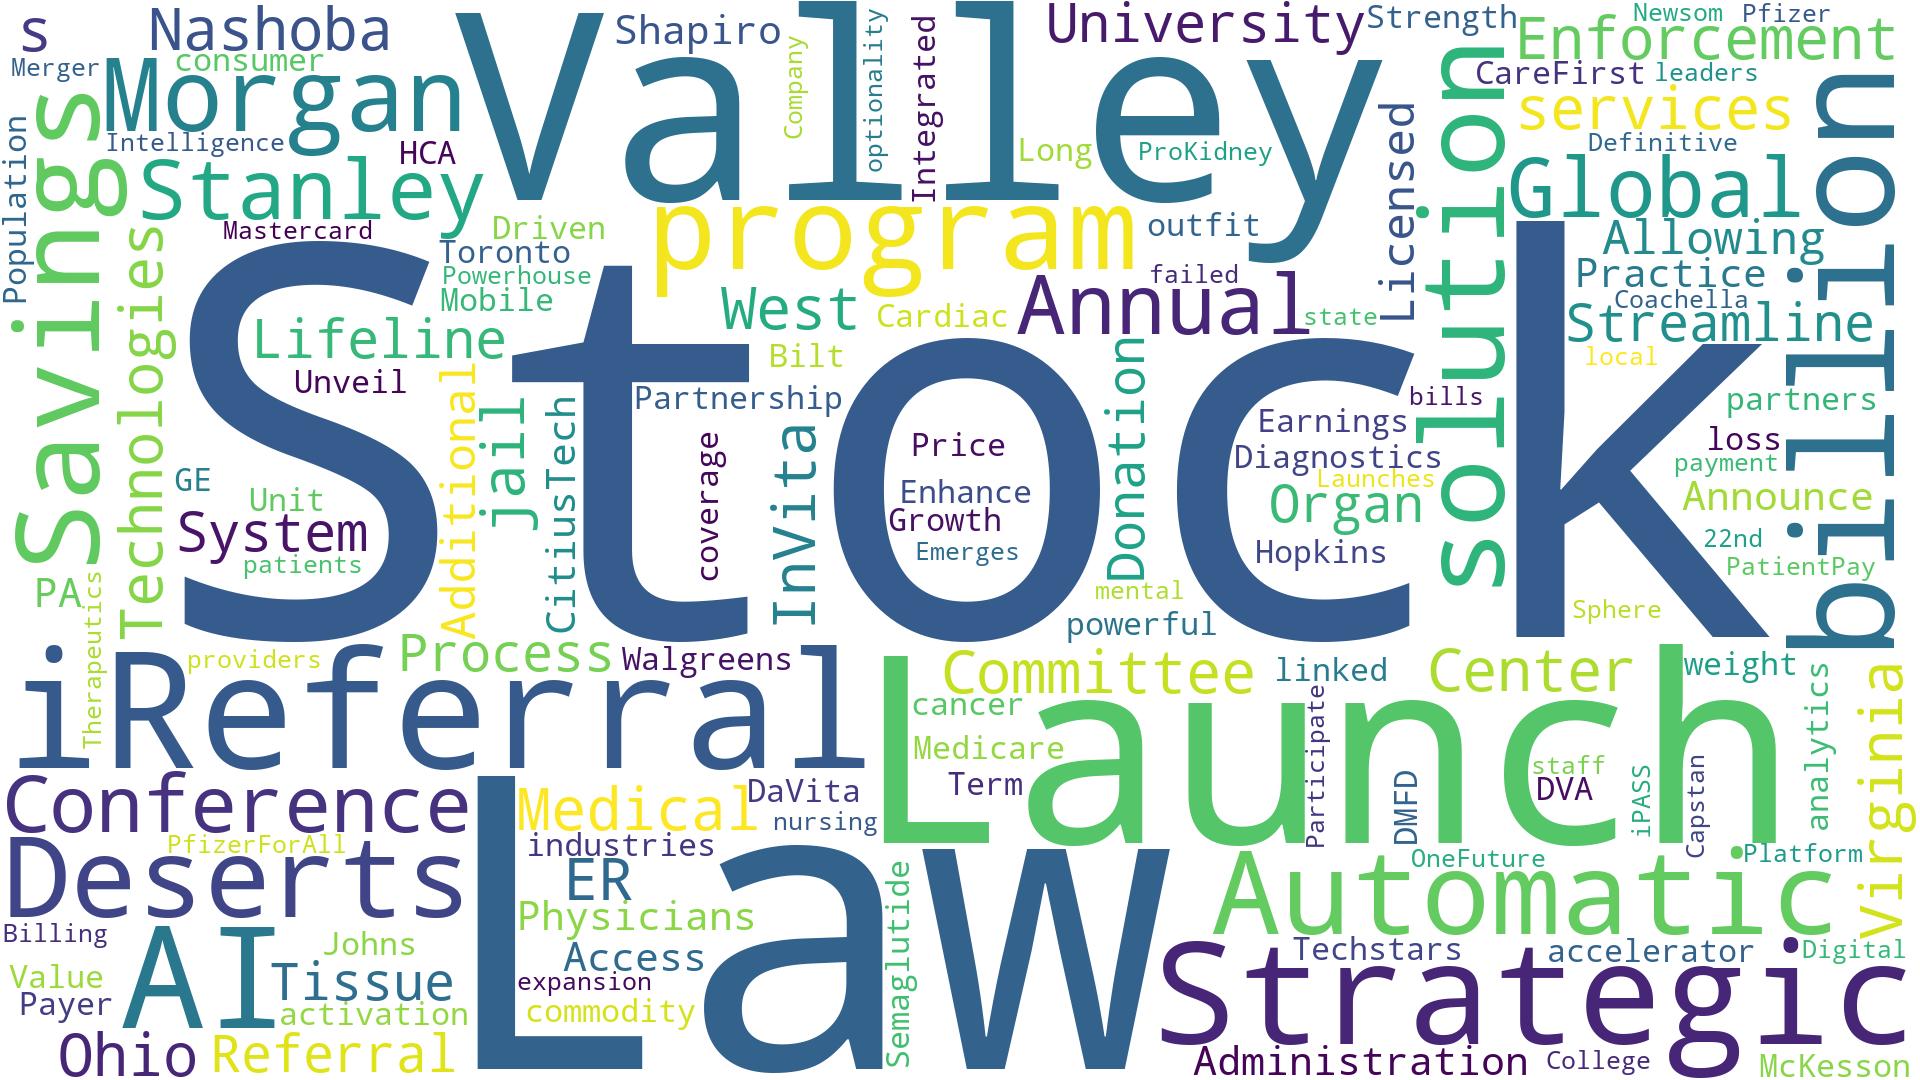 s
Nashoba
Valley
Shapiro
Company
optionality
Integrated
University
Strength
Newsom
Pfizer
Enforcement
Merger
consumer
Morgan
Savings
Population
Intelligence
HCA
Stanley
Long
ProKidney
Licensed
solution
CareFirst
leaders
services
Definitive
Global
billion
Mastercard
Driven
Toronto
Powerhouse
Mobile
program
outfit
failed
Allowing
Practice
Coachella
Streamline
Technologies
Stock
Lifeline
Unveil
West
Cardiac
Annual
state
Bilt
local
Additional
jail
CitiusTech
Partnership
coverage
InVita
Price
Enhance
Growth
Emerges
Donation
bills
Earnings
Diagnostics
Launches
Organ
Hopkins
partners
loss
payment
Announce
22nd
PatientPay
Sphere
GE
Unit
System
patients
PA
Therapeutics
mental
powerful
iReferral
providers
Process
Walgreens
Committee
linked
Center
weight
Launch
cancer
Medicare
Term
Participate
DMFD
staff
DVA
iPASS
Capstan
analytics
Virginia
Conference
Medical
DaVita
nursing
Deserts
PfizerForAll
Law
industries
ER
Physicians
Access
expansion
commodity
Semaglutide
Automatic
OneFuture
Platform
Billing
AI
Johns
Value
Payer
Tissue
activation
Strategic
Techstars
accelerator
Digital
Ohio
Referral
Administration
College
McKesson